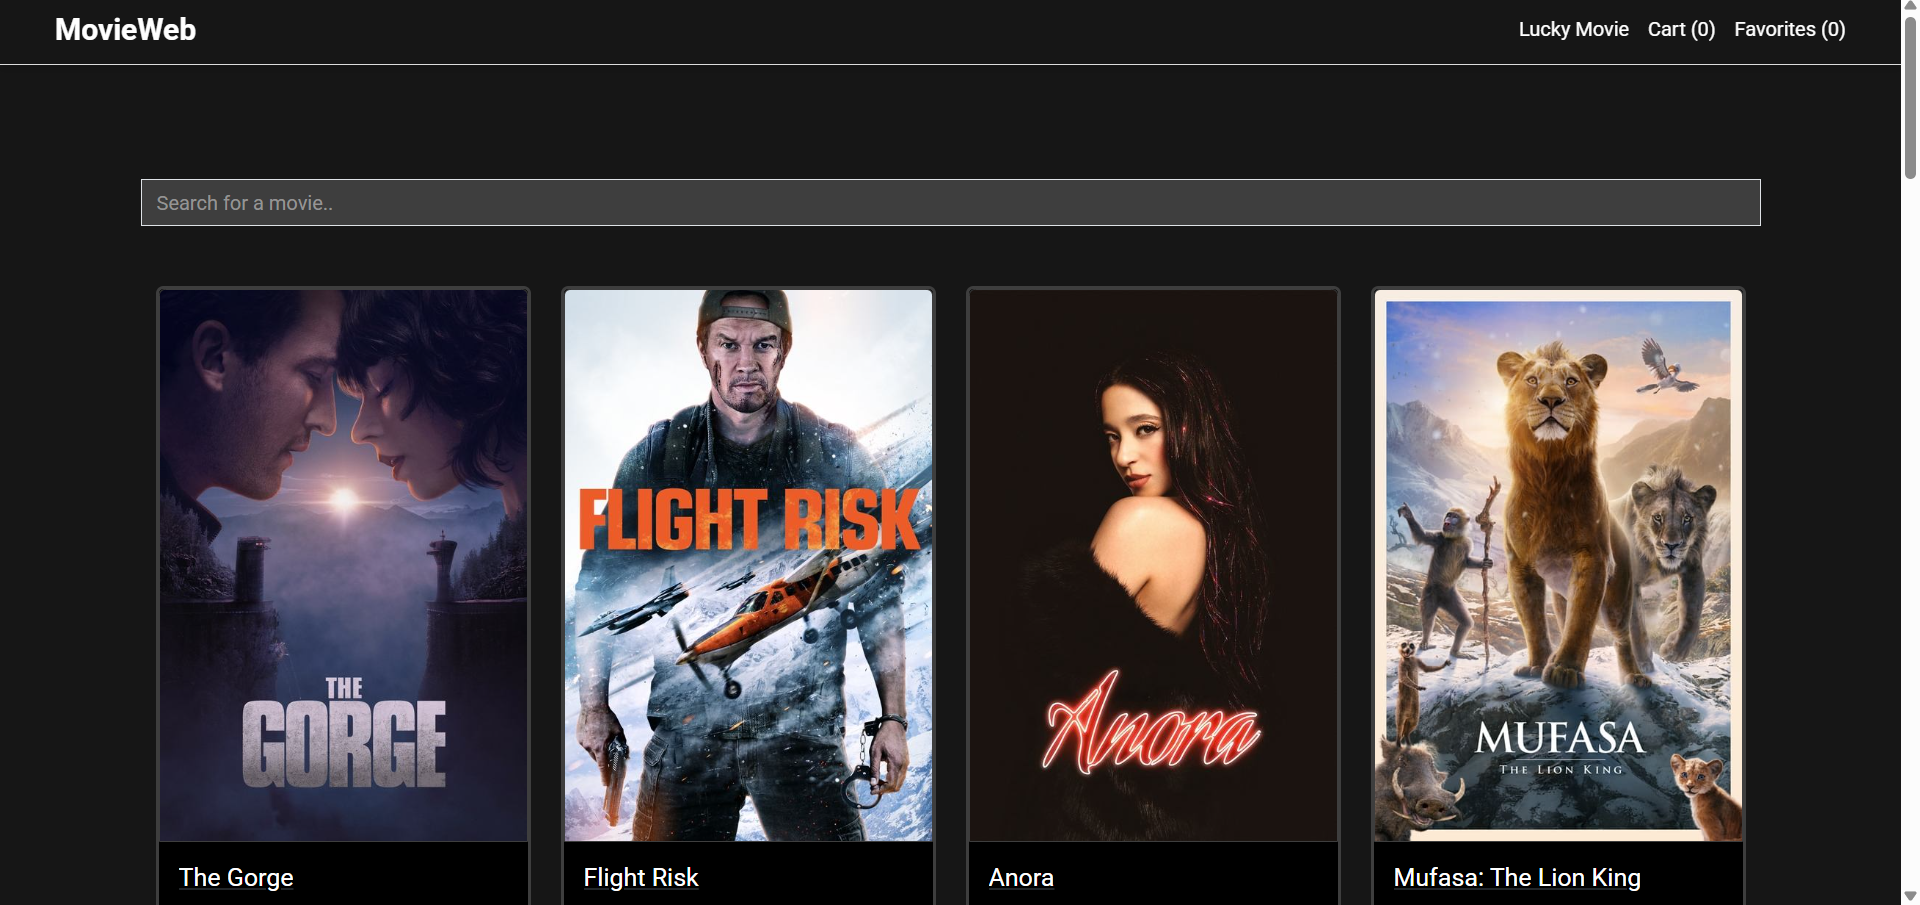 MovieWeb
Lucky Movie Cart (0) Favorites (0)
Search for a movie..
THE
GORGE
FLIGHT RISK
Anora
MUFASA
THE LION KING
The Gorge
Flight Risk
Anora
Mufasa: The Lion King